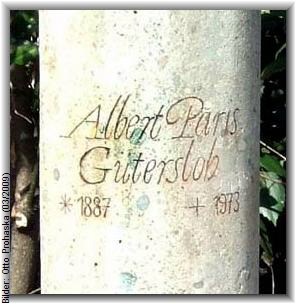 Albert Paris
Gütersloh
* 1887 + 1973
Bilder: Otto Prohaska (03/2009)